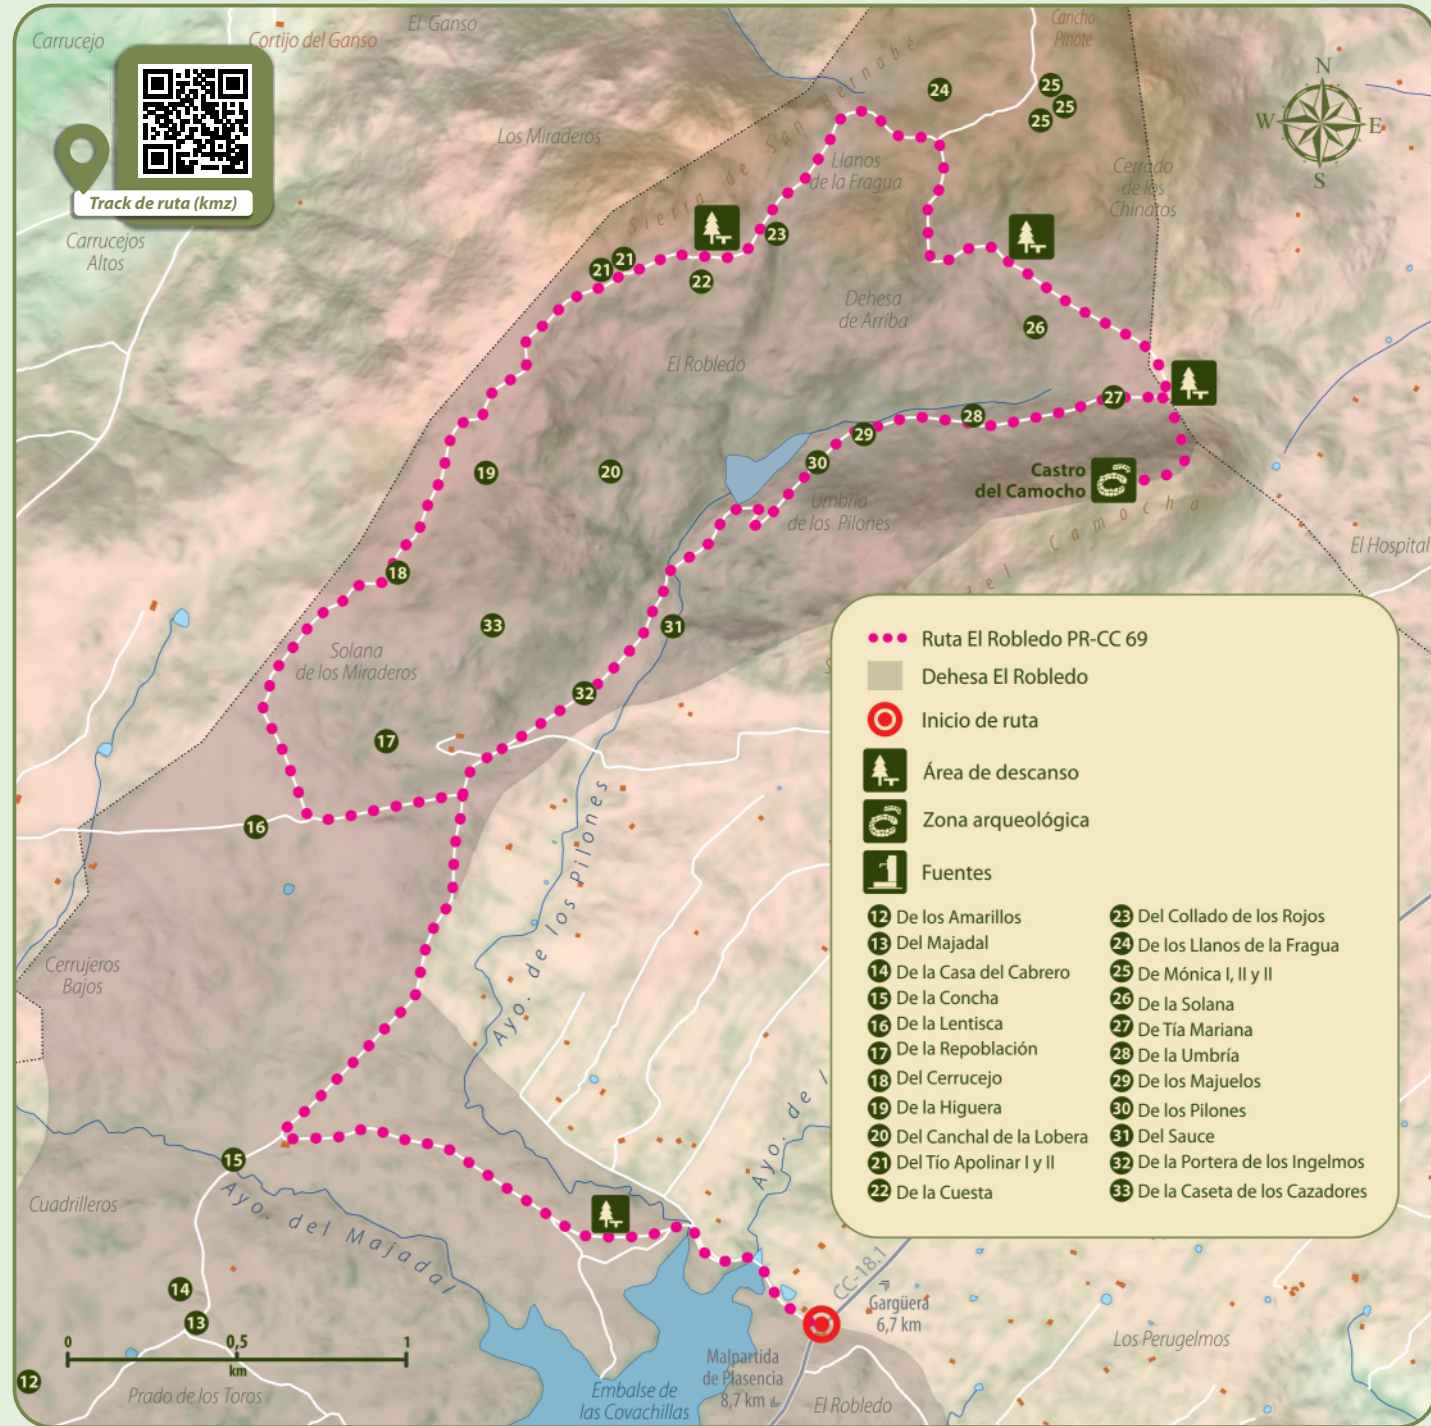 Carrucejo
Cortijo del Ganso
El Ganso
Cancho
Pinote
Track de ruta (kmz)
Carrucejos
Altos
Los Miraderos
Sierra de San Bernabé
Llanos
de la Fragua
24
25
25
25
Cerrado
de los
Chinatos
N
W
E
S
23
21
21
22
Dehesa
de Arriba
26
El Robledo
27
28
29
30
19
20
Castro
del Camocho
Umbría
de los Pilones
del Camocha
El Hospital
18
33
31
Solana
de los Miraderos
32
17
16
Cerrujeros
Bajos
Ayo. de los Pilones
Ayo. de l
15
Cuadrilleros
Ayo. del Majadal
14
13
12
0
0,5
1
km
Prado de los Toros
Embalse de
las Covachillas
Malpartida
de Plasencia
8,7 km
CC-18.1
Gargüera
6,7 km
El Robledo
Los Perugelmos
Ruta El Robledo PR-CC 69
Dehesa El Robledo
Inicio de ruta
Área de descanso
Zona arqueológica
Fuentes
12 De los Amarillos
13 Del Majadal
14 De la Casa del Cabrero
15 De la Concha
16 De la Lentisca
17 De la Repoblación
18 Del Cerrucejo
19 De la Higuera
20 Del Canchal de la Lobera
21 Del Tío Apolinar I y II
22 De la Cuesta
23 Del Collado de los Rojos
24 De los Llanos de la Fragua
25 De Mónica I, II y II
26 De la Solana
27 De Tía Mariana
28 De la Umbría
29 De los Majuelos
30 De los Pilones
31 Del Sauce
32 De la Portera de los Ingelmos
33 De la Caseta de los Cazadores